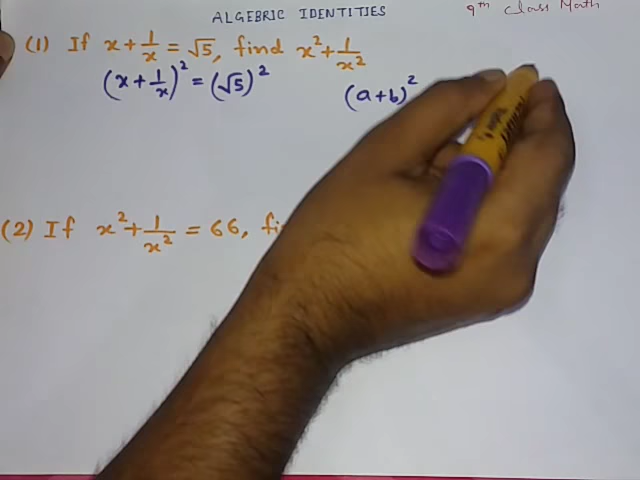 ALGEBRIC IDENTITIES
9th Class Math
(1) If x + 1/x = √5, find x² + 1/x²
(x + 1/x)² = (√5)²
(a+b)²
(2) If x² + 1/x² = 66,